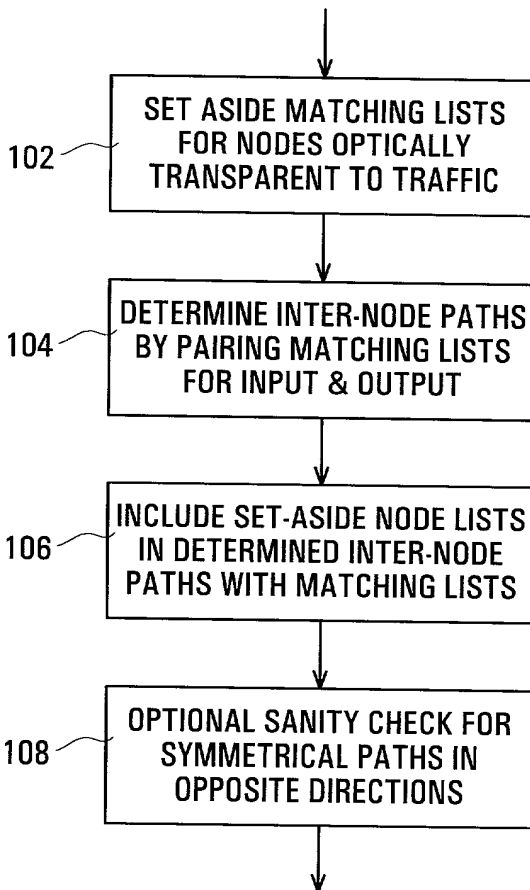 SET ASIDE MATCHING LISTS
FOR NODES OPTICALLY
TRANSPARENT TO TRAFFIC
102
DETERMINE INTER-NODE PATHS
BY PAIRING MATCHING LISTS
FOR INPUT & OUTPUT
104
INCLUDE SET-ASIDE NODE LISTS
IN DETERMINED INTER-NODE
PATHS WITH MATCHING LISTS
106
OPTIONAL SANITY CHECK FOR
SYMMETRICAL PATHS IN
OPPOSITE DIRECTIONS
108